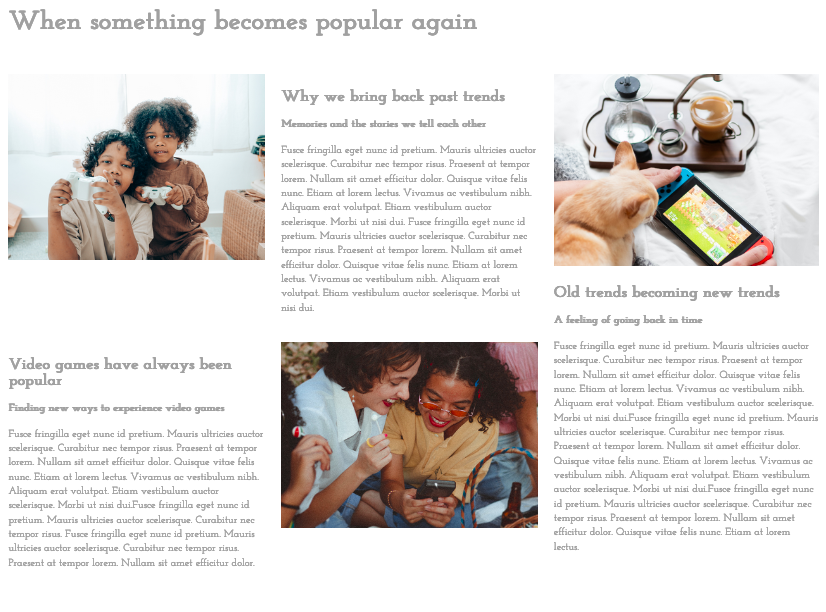 When something becomes popular again
Why we bring back past trends
Memories and the stories we tell each other
Fusce fringilla eget nunc id pretium. Mauris ultricies auctor
scelerisque. Curabitur nec tempor risus. Praesent at tempor
lorem. Nullam sit amet efficitur dolor. Quisque vitae felis
nunc. Etiam at lorem lectus. Vivamus ac vestibulum nibh.
Aliquam erat volutpat. Etiam vestibulum auctor
scelerisque. Morbi ut nisi dui. Fusce fringilla eget nunc id
pretium. Mauris ultricies auctor scelerisque. Curabitur nec
tempor risus. Praesent at tempor lorem. Nullam sit amet
efficitur dolor. Quisque vitae felis nunc. Etiam at lorem
lectus. Vivamus ac vestibulum nibh. Aliquam erat
volutpat. Etiam vestibulum auctor scelerisque. Morbi ut
nisi dui.
Video games have always been
popular
Finding new ways to experience video games
Fusce fringilla eget nunc id pretium. Mauris ultricies auctor
scelerisque. Curabitur nec tempor risus. Praesent at tempor
lorem. Nullam sit amet efficitur dolor. Quisque vitae felis
nunc. Etiam at lorem lectus. Vivamus ac vestibulum nibh.
Aliquam erat volutpat. Etiam vestibulum auctor
scelerisque. Morbi ut nisi dui.Fusce fringilla eget nunc id
pretium. Mauris ultricies auctor scelerisque. Curabitur nec
tempor risus. Fusce fringilla eget nunc id pretium. Mauris
ultricies auctor scelerisque. Curabitur nec tempor risus.
Praesent at tempor lorem. Nullam sit amet efficitur dolor.
Old trends becoming new trends
A feeling of going back in time
Fusce fringilla eget nunc id pretium. Mauris ultricies auctor
scelerisque. Curabitur nec tempor risus. Praesent at tempor
lorem. Nullam sit amet efficitur dolor. Quisque vitae felis
nunc. Etiam at lorem lectus. Vivamus ac vestibulum nibh.
Aliquam erat volutpat. Etiam vestibulum auctor scelerisque.
Morbi ut nisi dui.Fusce fringilla eget nunc id pretium. Mauris
ultricies auctor scelerisque. Curabitur nec tempor risus.
Praesent at tempor lorem. Nullam sit amet efficitur dolor.
Quisque vitae felis nunc. Etiam at lorem lectus. Vivamus ac
vestibulum nibh. Aliquam erat volutpat. Etiam vestibulum
auctor scelerisque. Morbi ut nisi dui.Fusce fringilla eget nunc
id pretium. Mauris ultricies auctor scelerisque. Curabitur nec
tempor risus. Praesent at tempor lorem. Nullam sit amet
efficitur dolor. Quisque vitae felis nunc. Etiam at lorem
lectus.